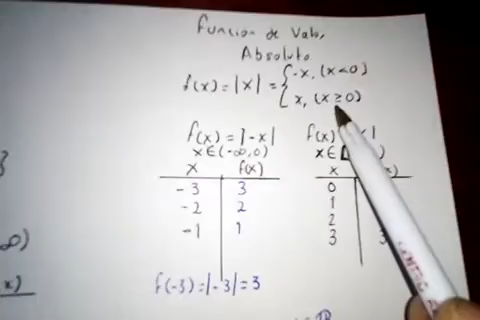 Funcion de Valor
Absoluto
f(x) = |x| = { -x, (x<0)
x, (x≥0)
f(x) = |-x|
x∈(-∞,0)
x f(x)
-3 3
-2 2
-1 1
f(-3) = |-3| = 3
f(x)
x∈[
x x)
0
1
2
3 3
∞)
x)